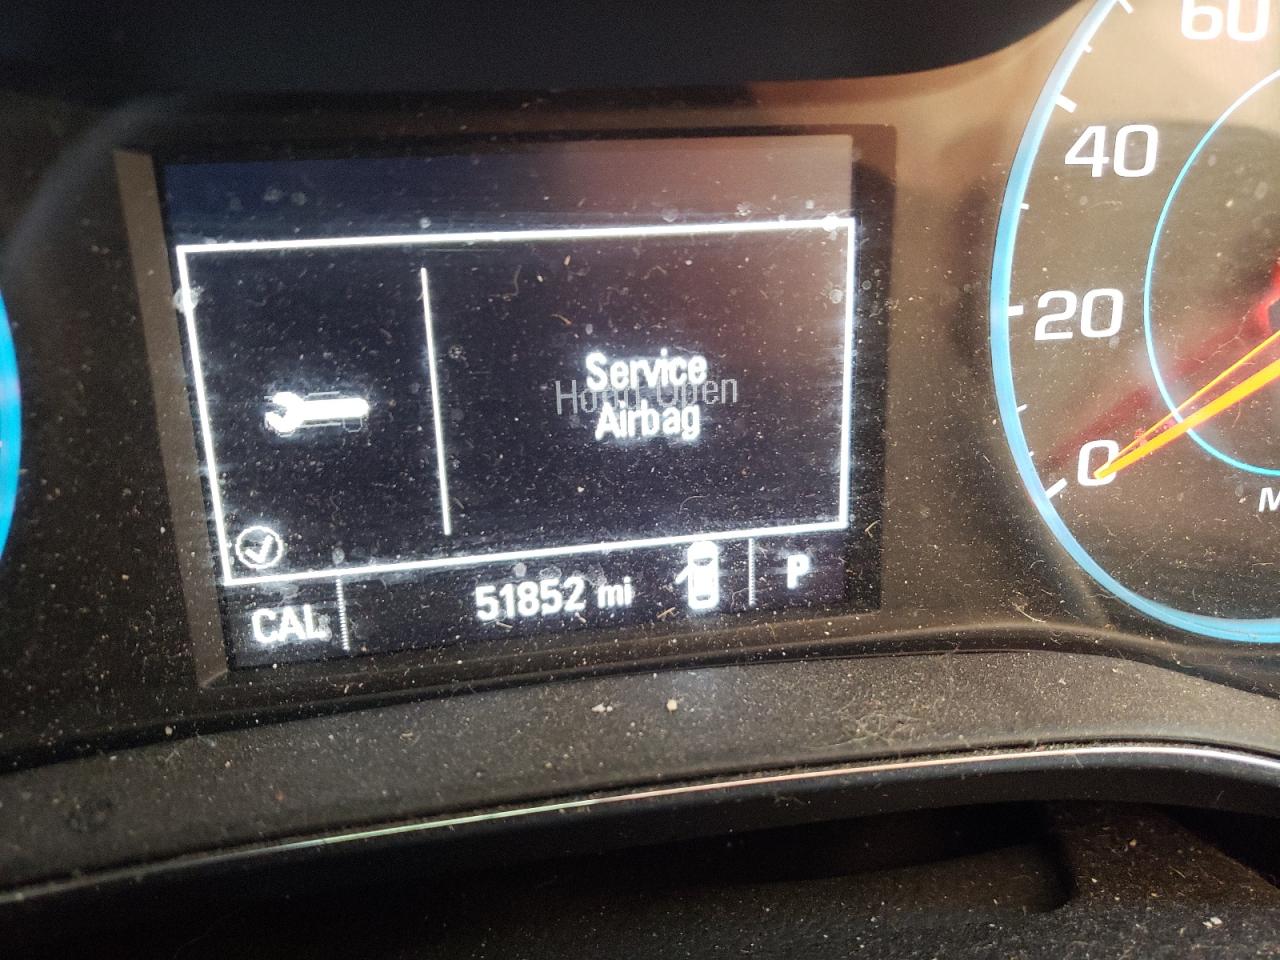 60
40
20
0
Service
Hood Open
Airbag
CAL
51852 mi
P